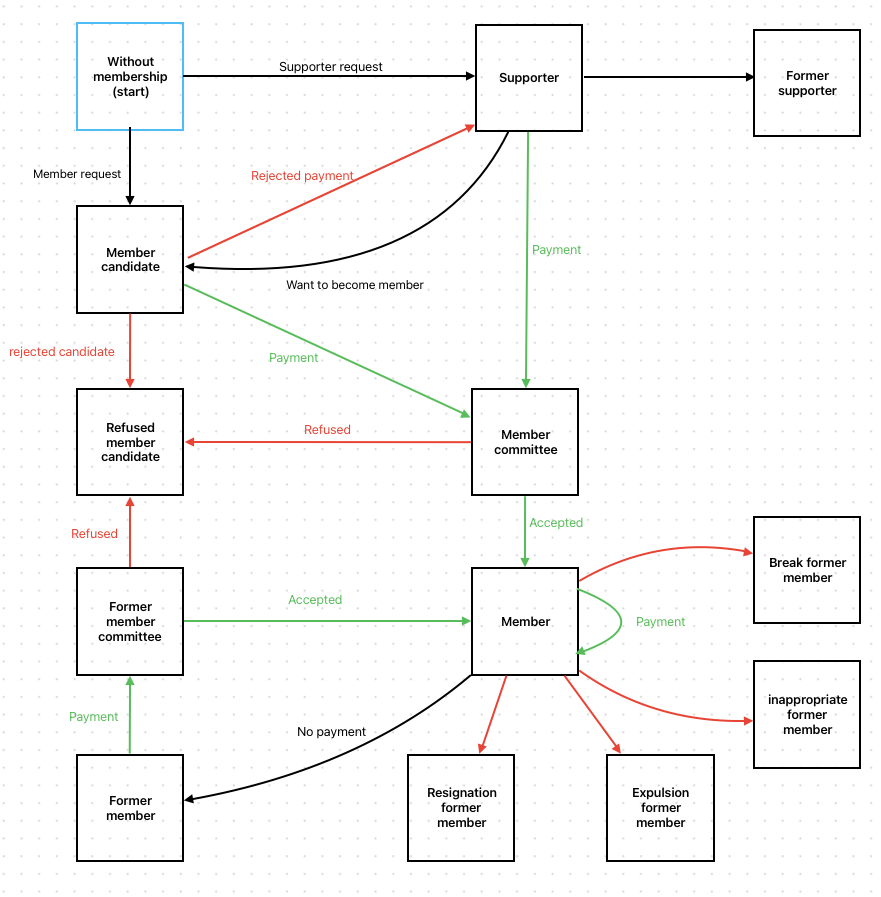 Without
membership
(start)
Supporter request
Supporter
Former
supporter
Member request
Rejected payment
Member
candidate
Want to become member
Payment
rejected candidate
Payment
Refused
member
candidate
Refused
Member
committee
Refused
Accepted
Former
member
committee
Accepted
Member
Payment
Break former
member
Payment
No payment
inappropriate
former
member
Former
member
Resignation
former
member
Expulsion
former
member